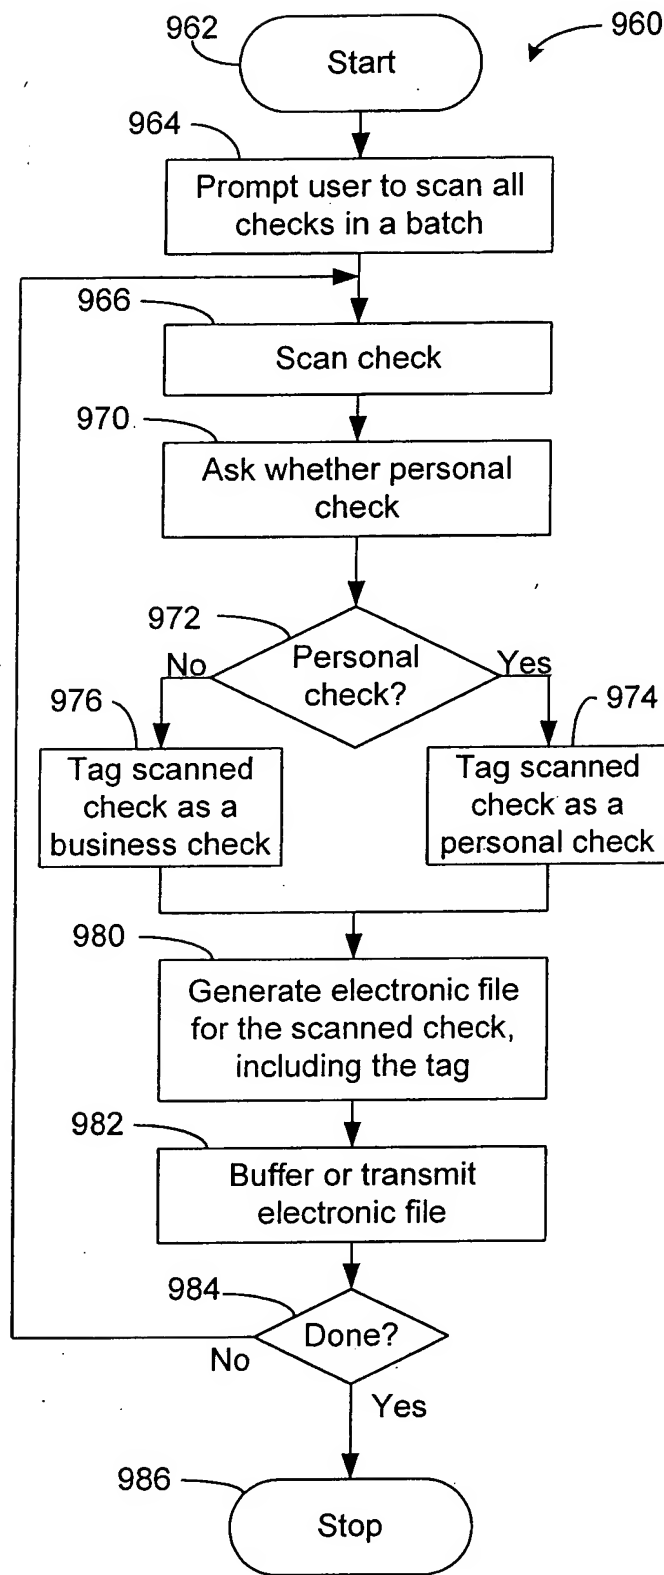 962
Start
960
964
Prompt user to scan all
checks in a batch
966
Scan check
970
Ask whether personal
check
972
Personal
check?
No
Yes
976
974
Tag scanned
check as a
business check
Tag scanned
check as a
personal check
980
Generate electronic file
for the scanned check,
including the tag
982
Buffer or transmit
electronic file
984
Done?
No
Yes
986
Stop